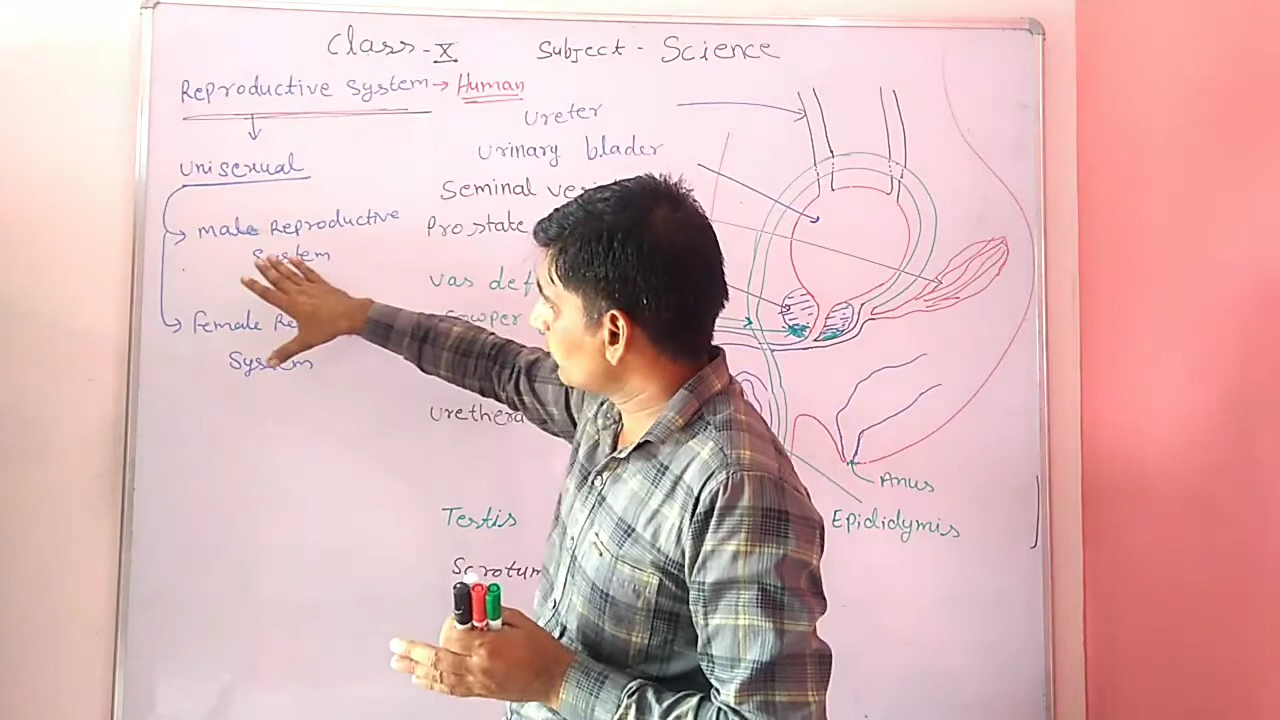 Class-X Subject - Science
Reproductive System → Human
Unisexual
male Reproductive
System
female Re
System
Ureter
Urinary blader
Seminal ves
Prostate
vas def
Cowper
Urethera
Testis
Scrotum
Anus
Epididymis